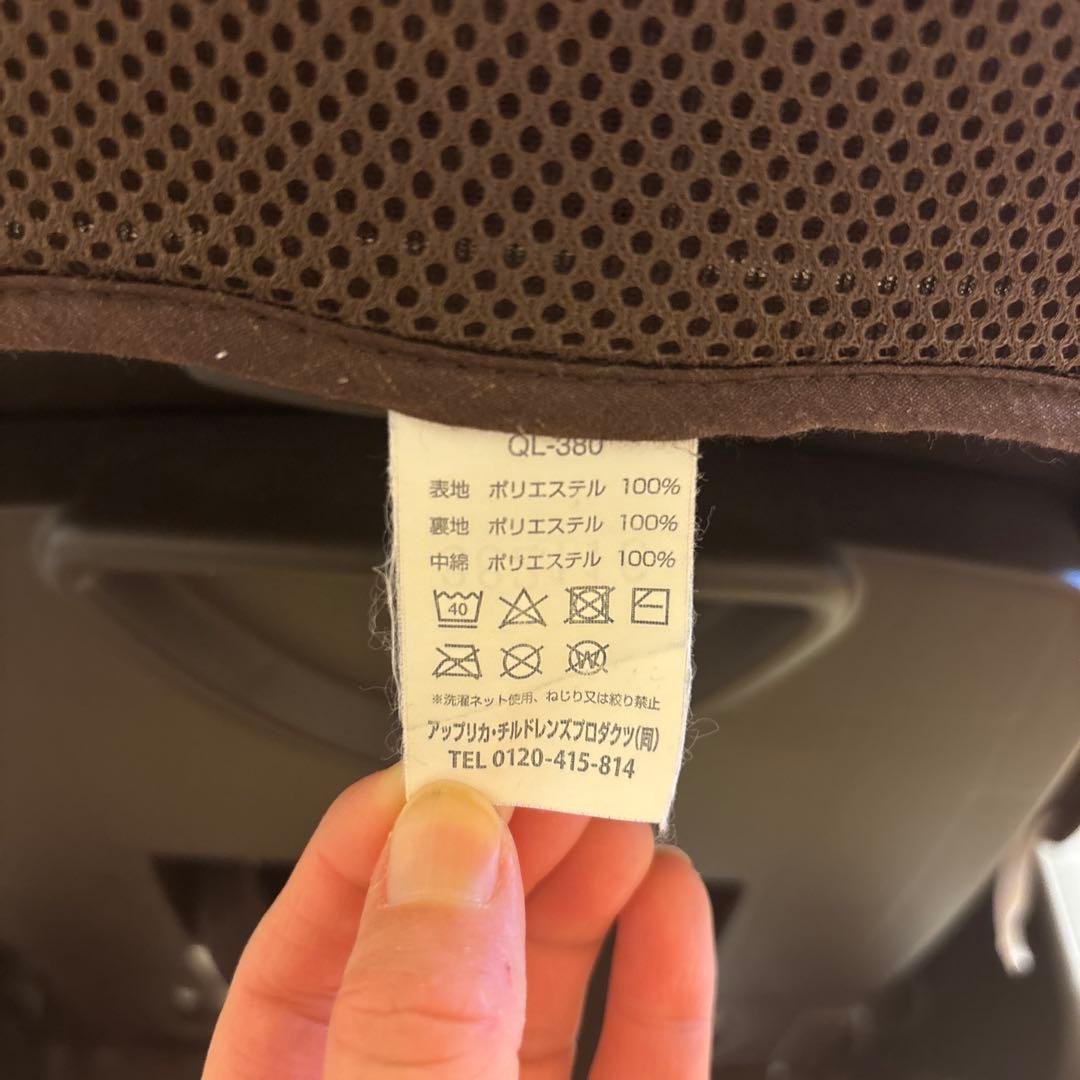 QL-380
表地 ポリエステル 100%
裏地 ポリエステル 100%
中綿 ポリエステル 100%
40
W
※洗濯ネット使用、ねじり又は絞り禁止
アップリカ・チルドレンズプロダクツ(同)
TEL 0120-415-814